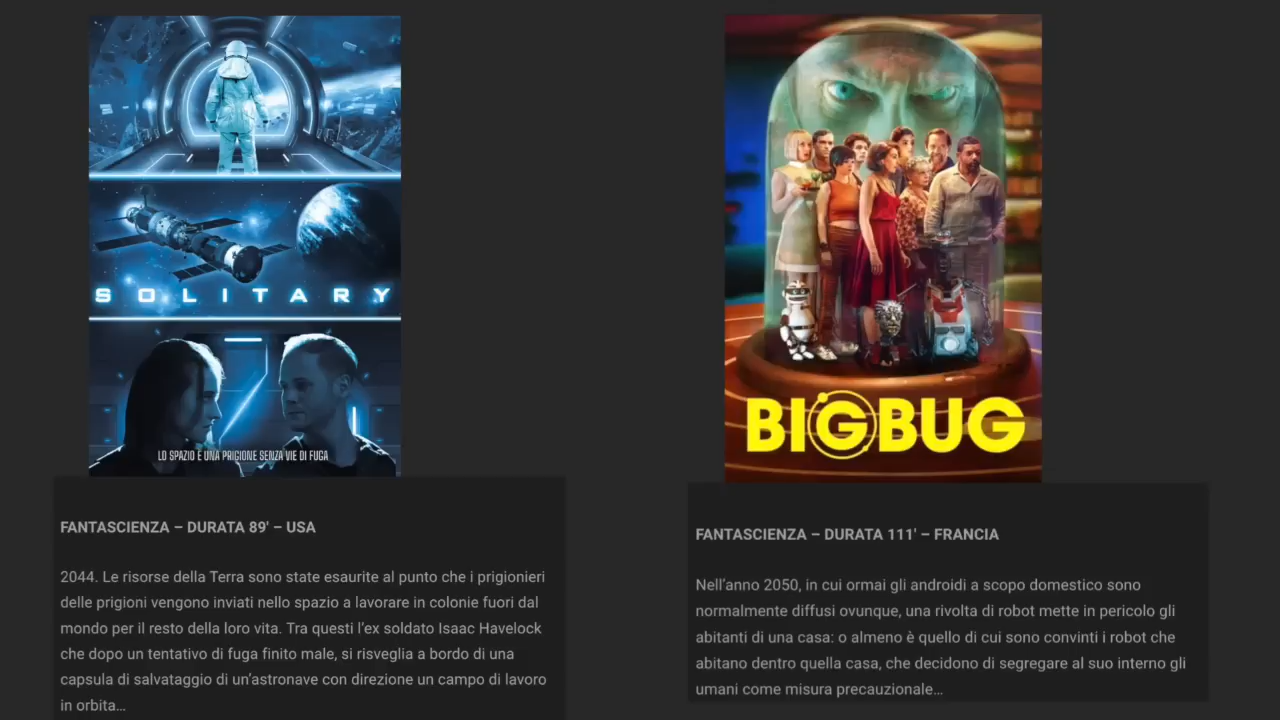 SOLITARY
LO SPAZIO È UNA PRIGIONE SENZA VIE DI FUGA
FANTASCIENZA – DURATA 89' – USA
2044. Le risorse della Terra sono state esaurite al punto che i prigionieri
delle prigioni vengono inviati nello spazio a lavorare in colonie fuori dal
mondo per il resto della loro vita. Tra questi l'ex soldato Isaac Havelock
che dopo un tentativo di fuga finito male, si risveglia a bordo di una
capsula di salvataggio di un'astronave con direzione un campo di lavoro
in orbita…
BIGBUG
FANTASCIENZA – DURATA 111' – FRANCIA
Nell'anno 2050, in cui ormai gli androidi a scopo domestico sono
normalmente diffusi ovunque, una rivolta di robot mette in pericolo gli
abitanti di una casa: o almeno è quello di cui sono convinti i robot che
abitano dentro quella casa, che decidono di segregare al suo interno gli
umani come misura precauzionale…